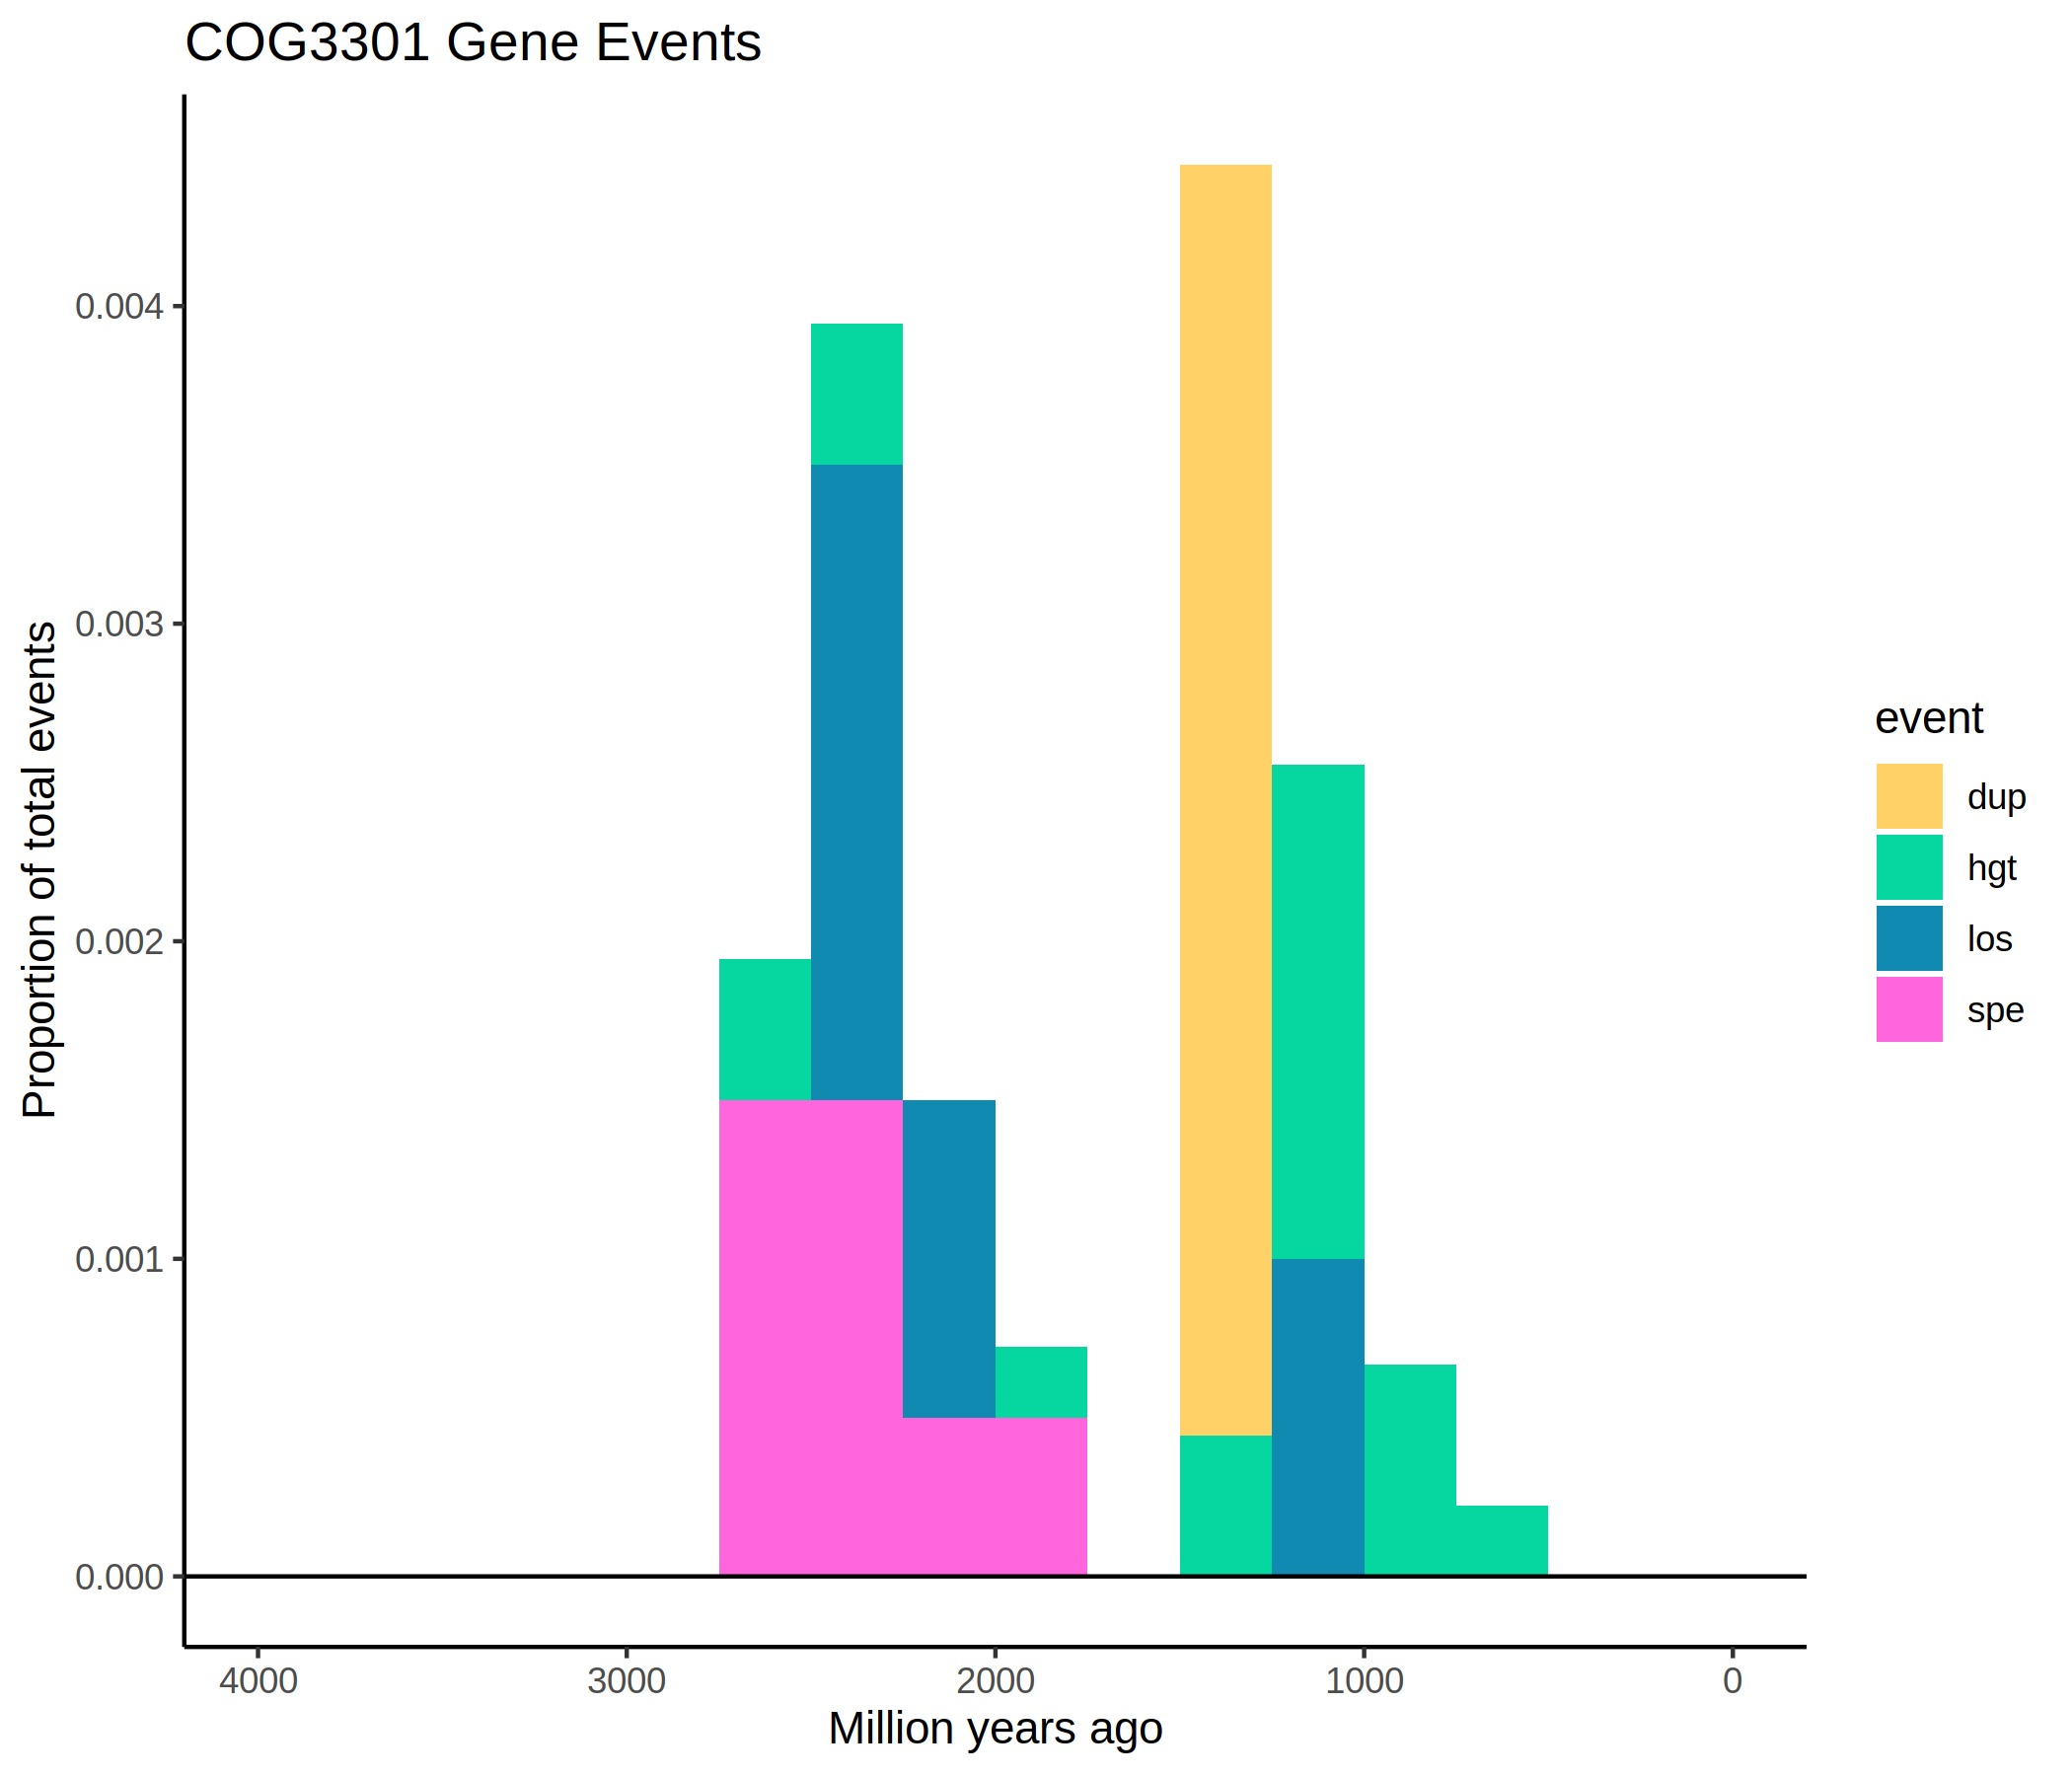 COG3301 Gene Events
Proportion of total events
0.004
0.003
0.002
0.001
0.000
4000 3000 2000 1000 0
Million years ago
event
dup
hgt
los
spe